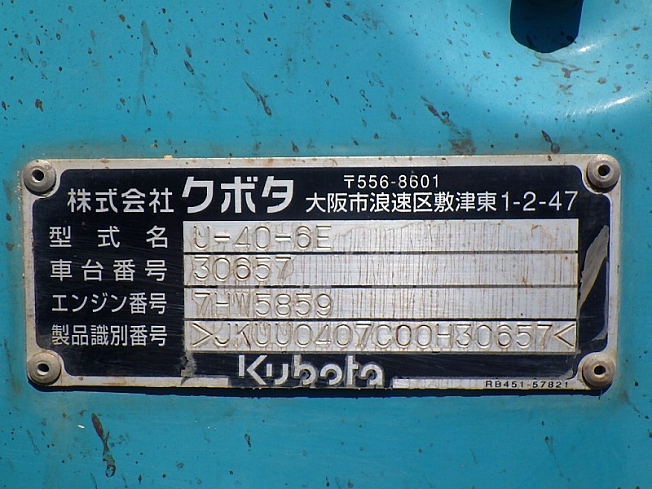 〒556-8601
株式会社 クボタ 大阪市浪速区敷津東1-2-47
型式名 U-40-6E
車台番号 30657
エンジン番号 7HW5859
製品識別番号 >JKUU0407C00H30657<
Kubota
RB451-57821